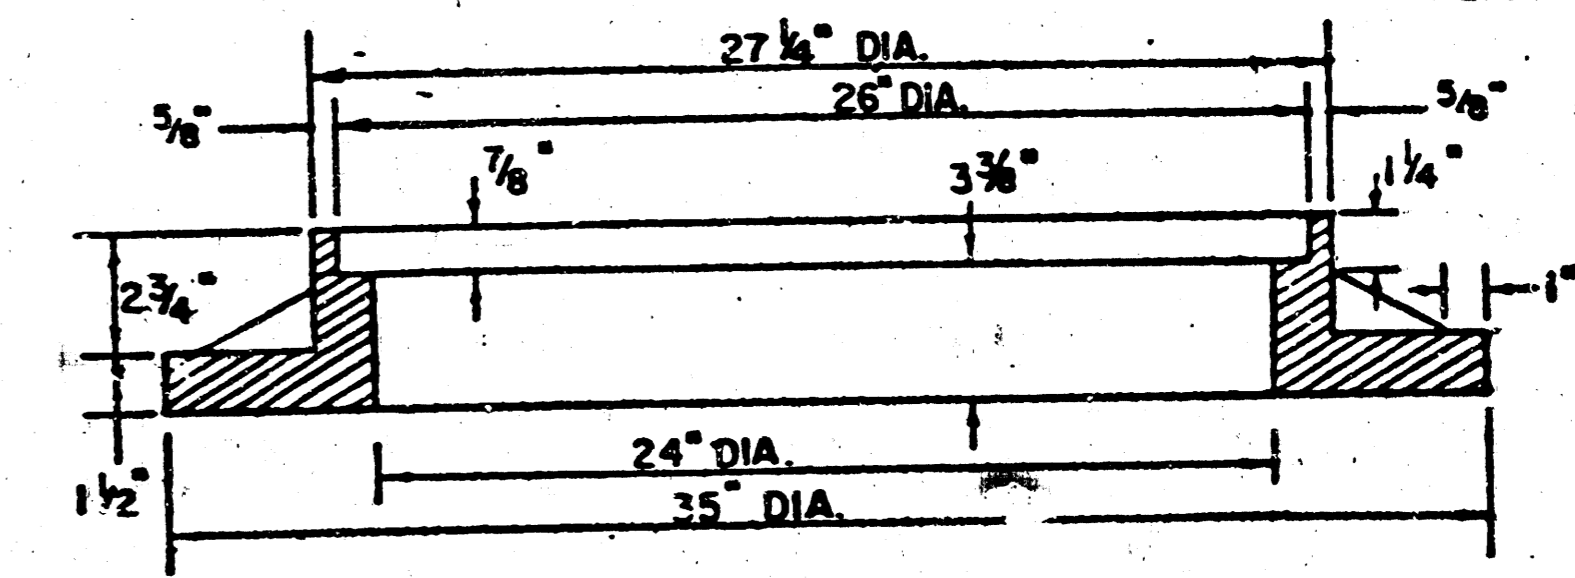 27 1/4" DIA.
26" DIA.
5/8"
5/8"
7/8"
3 3/8"
1 1/4"
2 3/4"
1"
24" DIA.
1 1/2"
35" DIA.